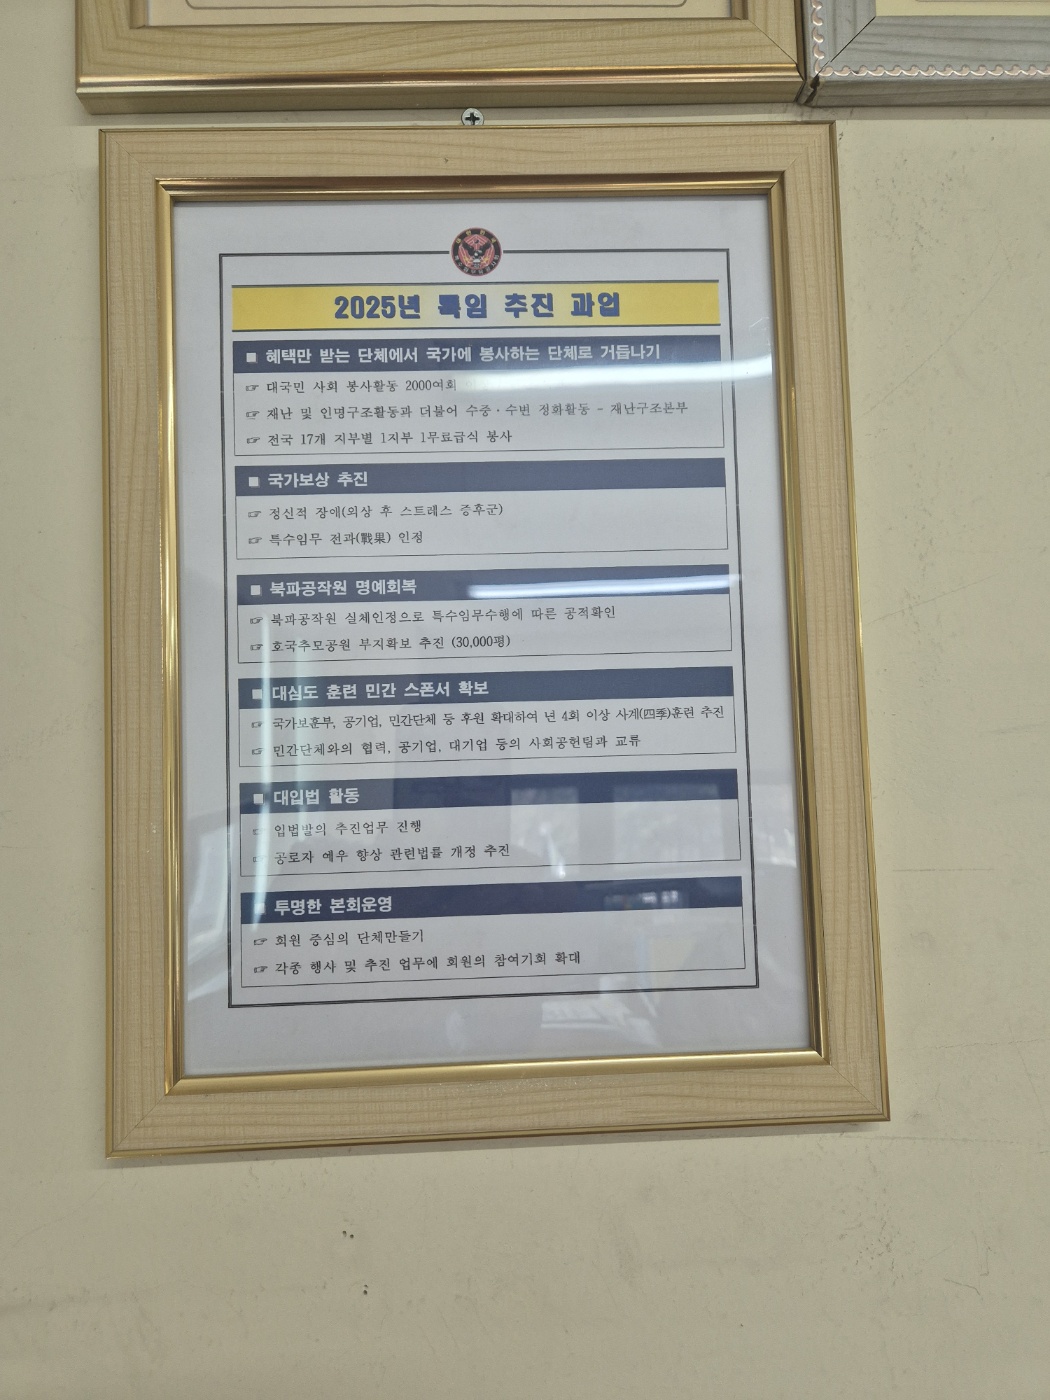 2025년 특임 추진 과업
■ 혜택만 받는 단체에서 국가에 봉사하는 단체로 거듭나기
☞ 대국민 사회 봉사활동 2000여회
☞ 재난 및 인명구조활동과 더불어 수중·수변 정화활동 - 재난구조본부
☞ 전국 17개 지부별 1지부 1무료급식 봉사
■ 국가보상 추진
☞ 정신적 장애(외상 후 스트레스 증후군)
☞ 특수임무 전과(戰果) 인정
■ 북파공작원 명예회복
☞ 북파공작원 실체인정으로 특수임무수행에 따른 공적확인
☞ 호국추모공원 부지확보 추진 (30,000평)
■ 대심도 훈련 민간 스폰서 확보
☞ 국가보훈부, 공기업, 민간단체 등 후원 확대하여 년 4회 이상 사계(四季)훈련 추진
☞ 민간단체와의 협력, 공기업, 대기업 등의 사회공헌팀과 교류
■ 대입법 활동
☞ 입법발의 추진업무 진행
☞ 공로자 예우 향상 관련법률 개정 추진
■ 투명한 본회운영
☞ 회원 중심의 단체만들기
☞ 각종 행사 및 추진 업무에 회원의 참여기회 확대